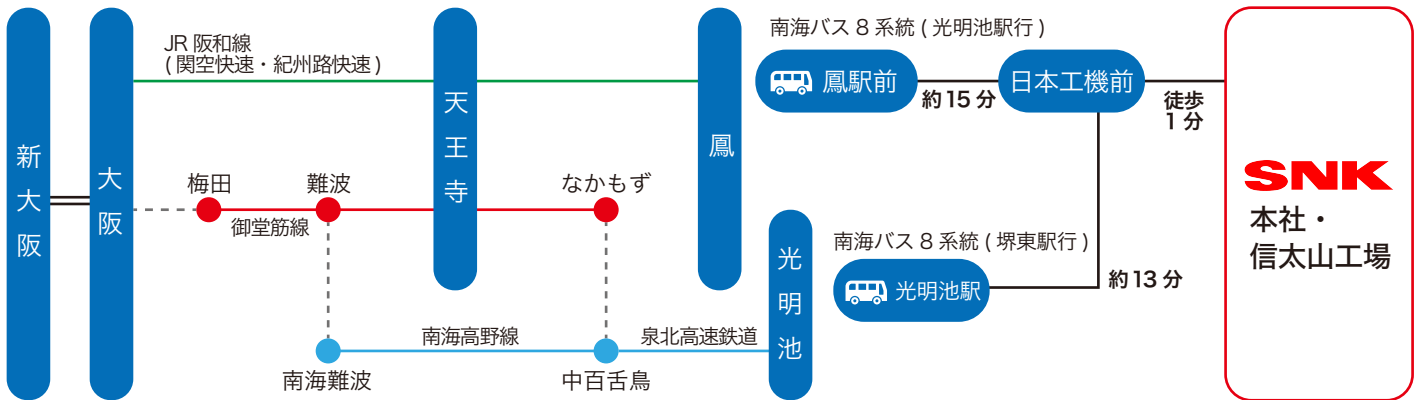 新大阪
大阪
JR 阪和線
(関空快速・紀州路快速)
梅田
難波
御堂筋線
天王寺
なかもず
鳳
南海難波
南海高野線
中百舌鳥
泉北高速鉄道
光明池
南海バス 8 系統 ( 光明池駅行 )
鳳駅前
約15 分
日本工機前
徒歩
1 分
南海バス 8 系統 ( 堺東駅行 )
光明池駅
約13 分
SNK
本社・
信太山工場